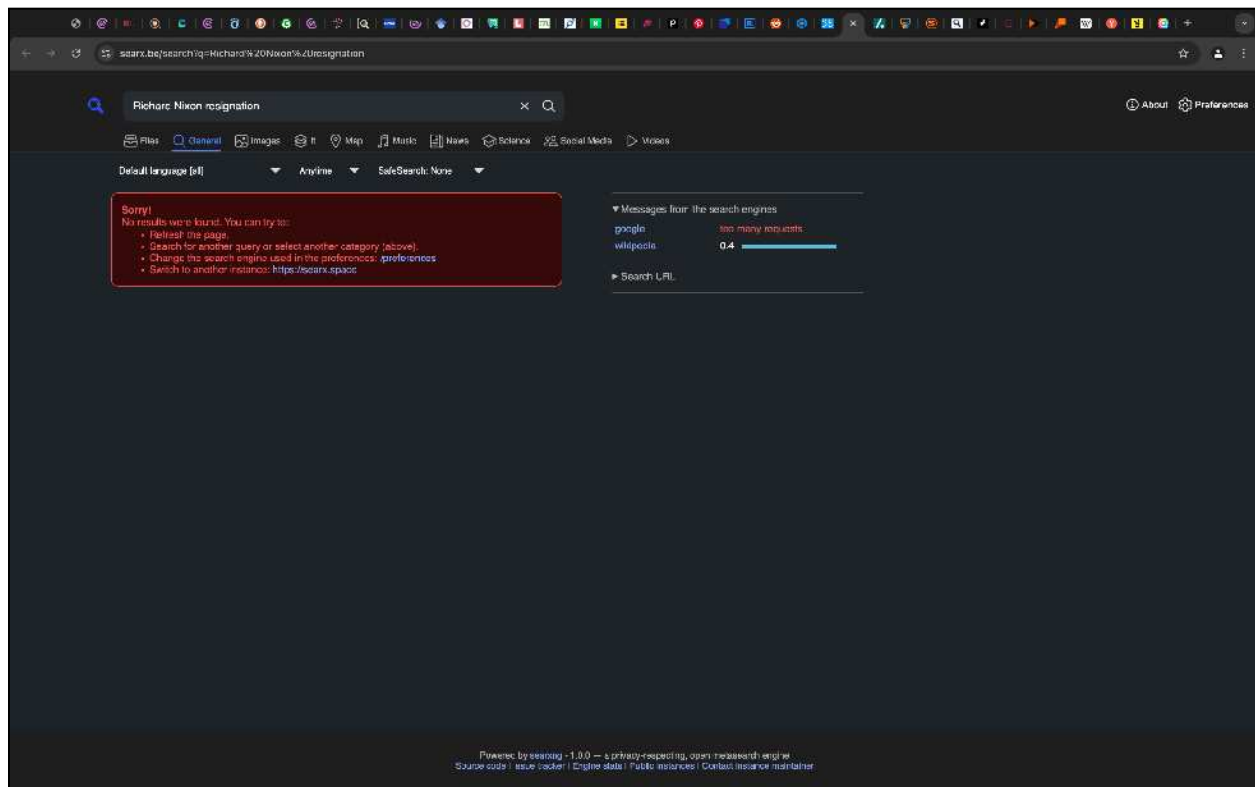 searx.be/search?q=Richard%20Nixon%20resignation
Richard Nixon resignation
About Preferences
Files General Images It Map Music News Science Social Media Videos
Default language [all] Anytime SafeSearch: None
Sorry!
No results were found. You can try to:
Refresh the page.
Search for another query or select another category (above).
Change the search engine used in the preferences: /preferences
Switch to another instance: https://searx.space
Messages from the search engines
google too many requests
wikipedia 0.4
Search URL
Powered by searxng - 1.0.0 — a privacy-respecting, open metasearch engine
Source code | Issue tracker | Engine stats | Public instances | Contact instance maintainer